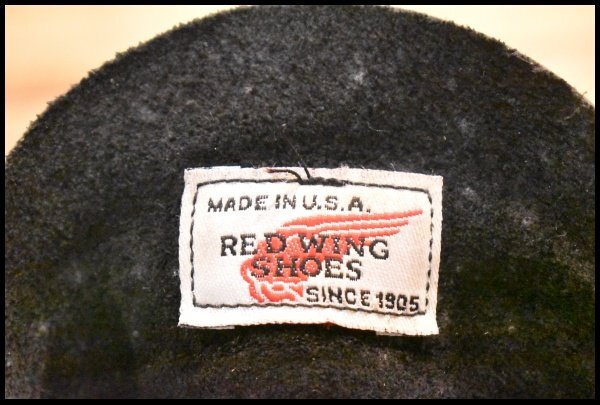 MADE IN U.S.A.
RED WING
SHOES
SINCE 1905